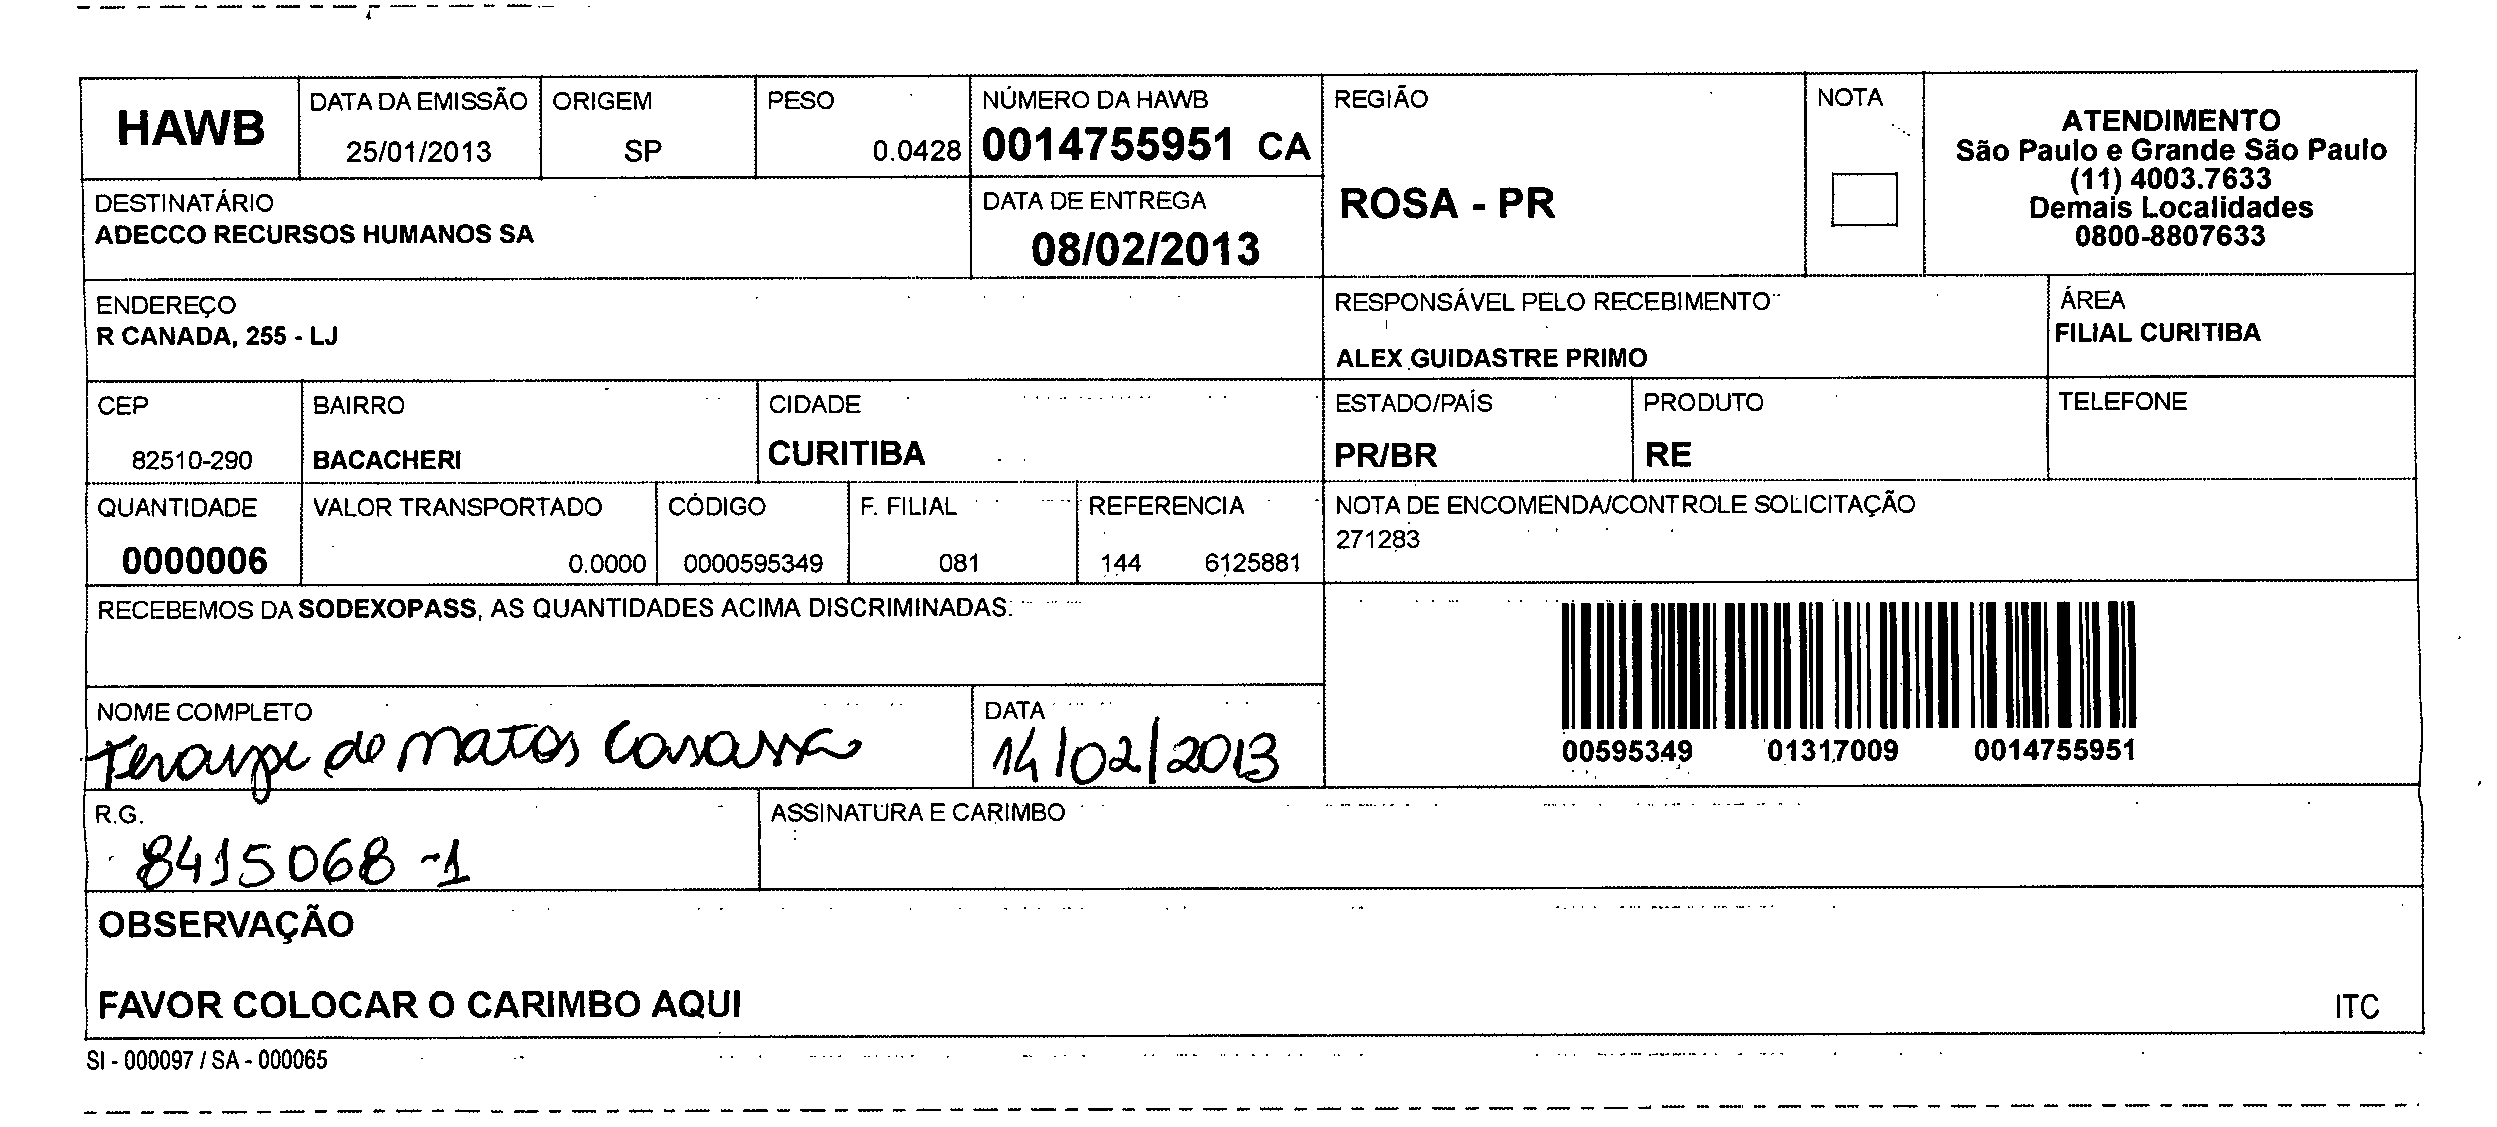 HAWB
DATA DA EMISSÃO
25/01/2013
ORIGEM
SP
PESO
0.0428
NÚMERO DA HAWB
0014755951 CA
REGIÃO
ROSA - PR
NOTA
ATENDIMENTO
São Paulo e Grande São Paulo
(11) 4003.7633
Demais Localidades
0800-8807633
DESTINATÁRIO
ADECCO RECURSOS HUMANOS SA
DATA DE ENTREGA
08/02/2013
ENDEREÇO
R CANADA, 255 - LJ
RESPONSÁVEL PELO RECEBIMENTO
ALEX GUIDASTRE PRIMO
ÁREA
FILIAL CURITIBA
CEP
82510-290
BAIRRO
BACACHERI
CIDADE
CURITIBA
ESTADO/PAÍS
PR/BR
PRODUTO
RE
TELEFONE
QUANTIDADE
0000006
VALOR TRANSPORTADO
0.0000
CÓDIGO
0000595349
F. FILIAL
081
REFERENCIA
144 6125881
NOTA DE ENCOMENDA/CONTROLE SOLICITAÇÃO
271283
RECEBEMOS DA SODEXOPASS, AS QUANTIDADES ACIMA DISCRIMINADAS.
00595349 01317009 0014755951
NOME COMPLETO
de Matos
DATA
14/02/2013
R.G.
8415068-1
ASSINATURA E CARIMBO
OBSERVAÇÃO
FAVOR COLOCAR O CARIMBO AQUI
ITC
SI - 000097 / SA - 000065